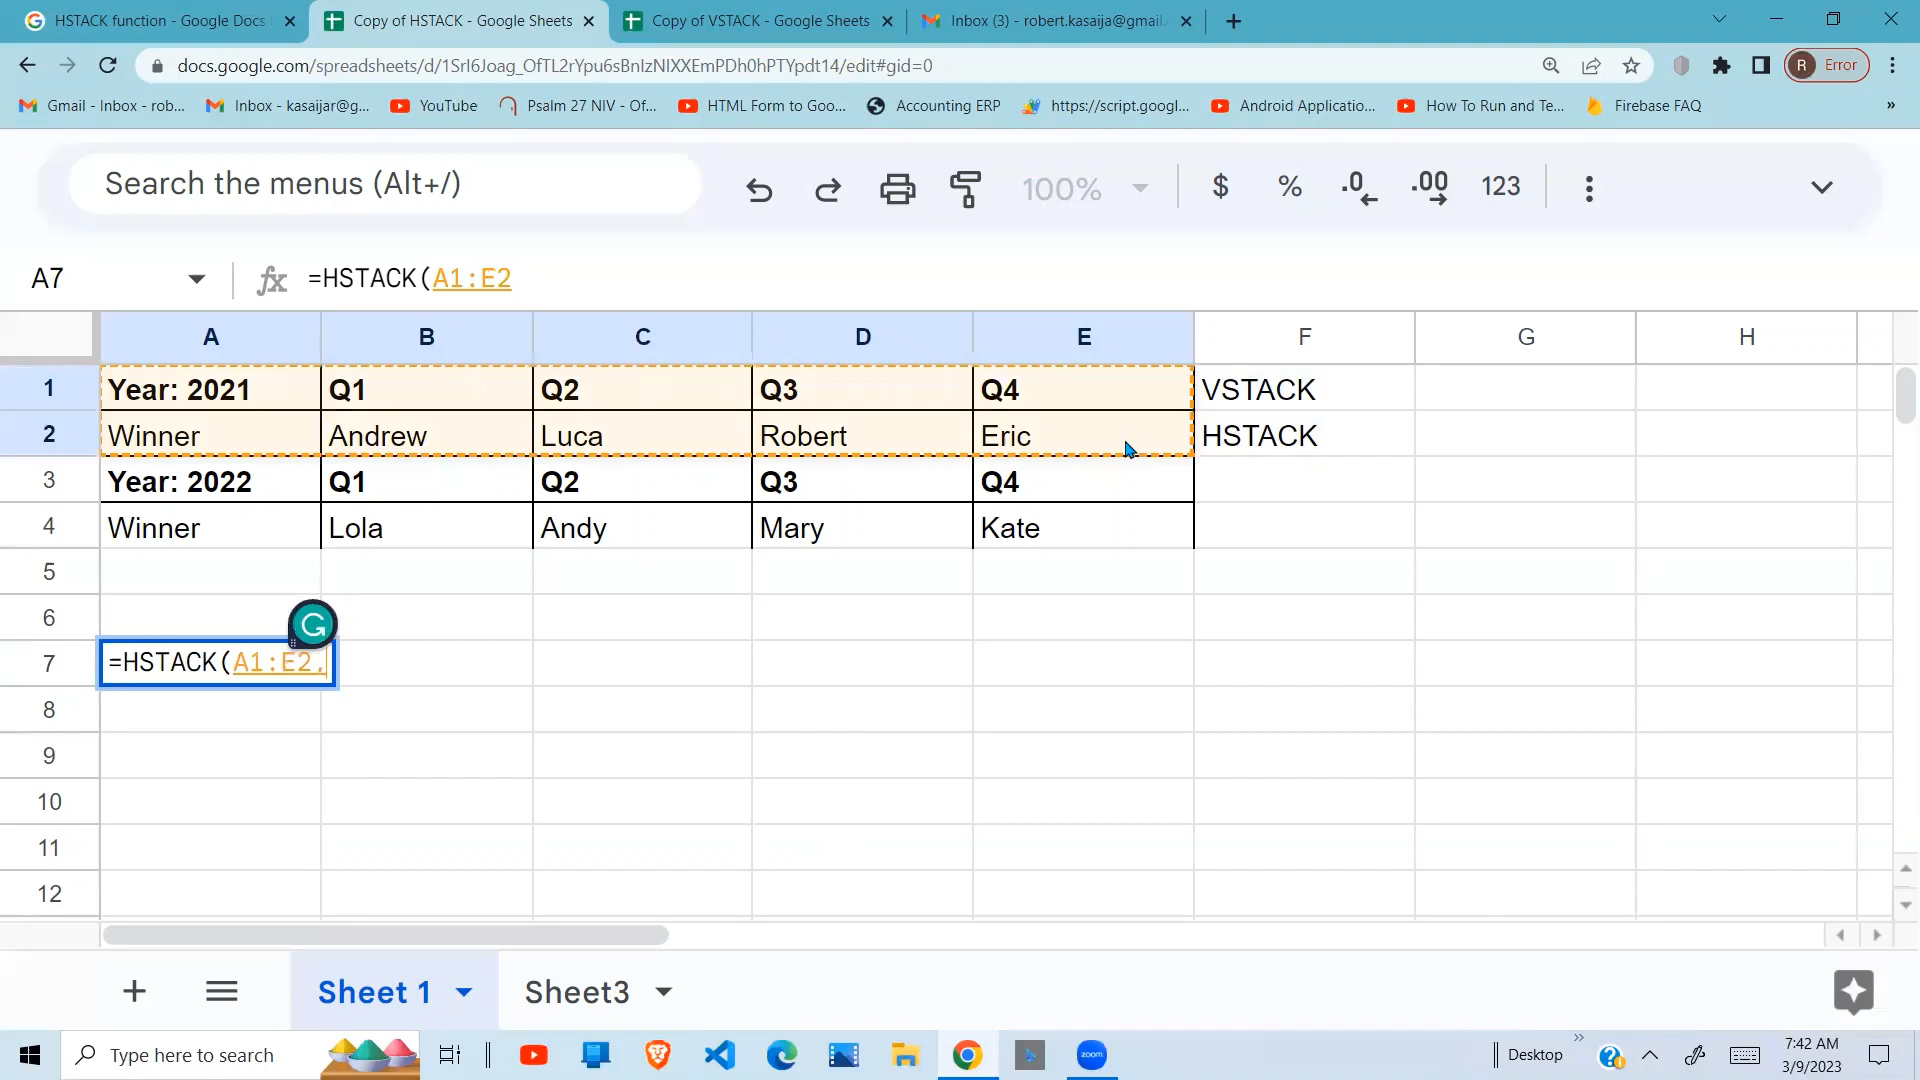 HSTACK function - Google Docs
Copy of HSTACK - Google Sheets
Copy of VSTACK - Google Sheets
Inbox (3) - robert.kasaija@gmail.
docs.google.com/spreadsheets/d/1SrI6Joag_OfTL2rYpu6sBnIzNIXXEmPDh0hPTYpdt14/edit#gid=0
R Error
Gmail - Inbox - rob...
Inbox - kasaijar@g...
YouTube
Psalm 27 NIV - Of...
HTML Form to Goo...
Accounting ERP
https://script.googl...
Android Applicatio...
How To Run and Te...
Firebase FAQ
»
Search the menus (Alt+/)
100%
$ % .0 .00 123
A7 fx =HSTACK(A1:E2
A B C D E F G H
1 Year: 2021 Q1 Q2 Q3 Q4 VSTACK
2 Winner Andrew Luca Robert Eric HSTACK
3 Year: 2022 Q1 Q2 Q3 Q4
4 Winner Lola Andy Mary Kate
5
6
7 =HSTACK(A1:E2,
8
9
10
11
12
Sheet 1 Sheet3
Type here to search
zoom
Desktop
»
7:42 AM
3/9/2023